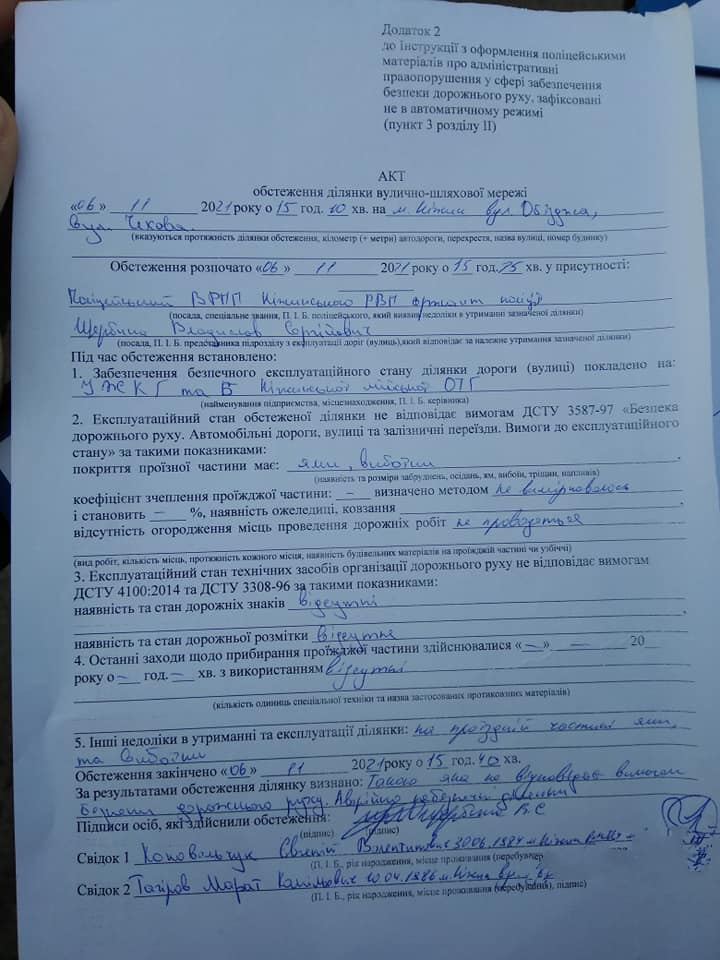 Додаток 2
до Інструкції з оформлення поліцейськими
матеріалів про адміністративні
правопорушення у сфері забезпечення
безпеки дорожнього руху, зафіксовані
не в автоматичному режимі
(пункт 3 розділу II)
АКТ
обстеження ділянки вулично-шляхової мережі
«06» 11 2021 року о 15 год. 10 хв. на м. Ніжин вул. Об'їжджа,
вул. Чехова.
(вказуються протяжність ділянки обстеження, кілометр (+ метри) автодороги, перехрестя, назва вулиці, номер будинку)
Обстеження розпочато «06» 11 2021 року о 15 год. 25 хв. у присутності:
Поліцейський ВРПП Ніжинського РВП сержант поліції
(посада, спеціальне звання, П. І. Б. поліцейського, який виявив недоліки в утриманні зазначеної ділянки)
Щербина Владислав Сергійович
(посада, П. І. Б. представника підрозділу з експлуатації доріг (вулиць), який відповідає за належне утримання зазначеної ділянки)
Під час обстеження встановлено:
1. Забезпечення безпечного експлуатаційного стану ділянки дороги (вулиці) покладено на:
УЖКГ та Б Ніжинської міської ОТГ
(найменування підприємства, місцезнаходження, П. І. Б. керівника)
2. Експлуатаційний стан обстеженої ділянки не відповідає вимогам ДСТУ 3587-97 «Безпека
дорожнього руху. Автомобільні дороги, вулиці та залізничні переїзди. Вимоги до експлуатаційного
стану» за такими показниками:
покриття проїзної частини має: ями, вибоїни
(наявність та розміри забруднень, осідань, ям, вибоїн, тріщин, напливів)
коефіцієнт зчеплення проїжджої частини: – визначено методом не вимірювалось
і становить – %, наявність ожеледиці, ковзання
відсутність огородження місць проведення дорожніх робіт не проводяться
(вид робіт, кількість місць, протяжність кожного місця, наявність будівельних матеріалів на проїжджій частині чи узбіччі)
3. Експлуатаційний стан технічних засобів організації дорожнього руху не відповідає вимогам
ДСТУ 4100:2014 та ДСТУ 3308-96 за такими показниками:
наявність та стан дорожніх знаків відсутні
наявність та стан дорожньої розмітки відсутня
4. Останні заходи щодо прибирання проїжджої частини здійснювалися «–» – 20
року о – год. – хв. з використанням відсутні
(кількість одиниць спеціальної техніки та назва застосованих протиковзних матеріалів)
5. Інші недоліки в утриманні та експлуатації ділянки: на проїздній частині ями,
та вибоїни
Обстеження закінчено «06» 11 2021 року о 15 год. 40 хв.
За результатами обстеження ділянку визнано: Такою яка не відповідає вимогам
безпеки дорожнього руху. Аварійно небезпечні ділянки
Підписи осіб, які здійснили обстеження: Щербина В.С
(підпис) (підпис)
Свідок 1 Коновальчук Євгеній Валентинович 30.06.1984 м. Ніжин
(П. І. Б., рік народження, місце проживання (перебування
Свідок 2 Тагіров Марат 10.04.1986 м. Ніжин
(П. І. Б., рік народження, місце проживання (перебування), підпис)